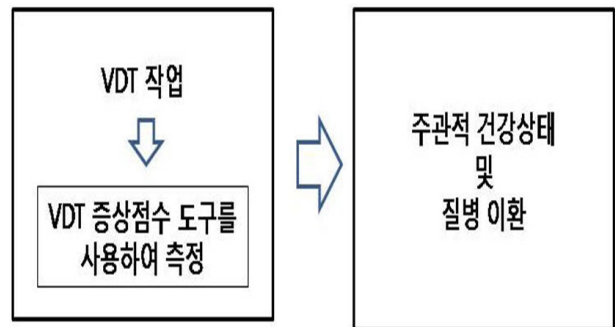 VDT 작업
VDT 증상점수 도구를
사용하여 측정
주관적 건강상태
및
질병 이환